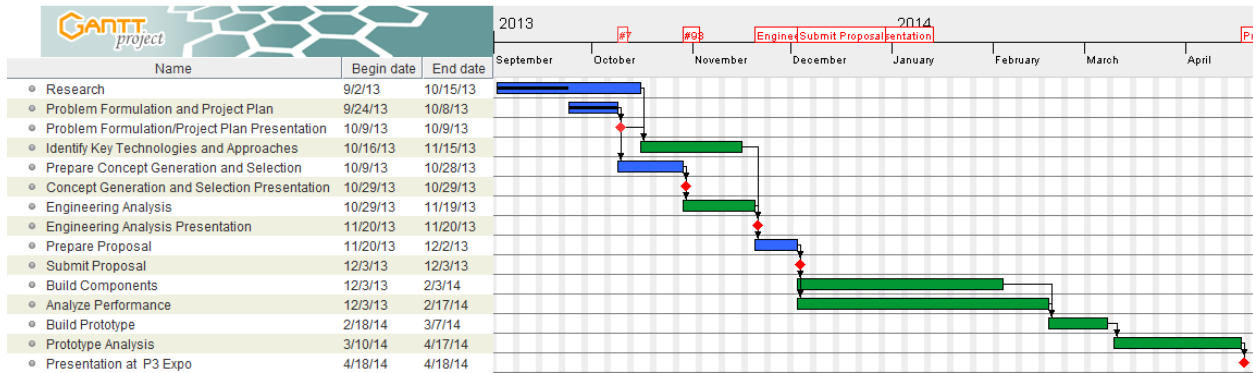 GANTT
project
2013
2014
#7
#93
Enginee
Submit Proposal
sentation
Pr
September
October
November
December
January
February
March
April
Name Begin date End date
Research 9/2/13 10/15/13
Problem Formulation and Project Plan 9/24/13 10/8/13
Problem Formulation/Project Plan Presentation 10/9/13 10/9/13
Identify Key Technologies and Approaches 10/16/13 11/15/13
Prepare Concept Generation and Selection 10/9/13 10/28/13
Concept Generation and Selection Presentation 10/29/13 10/29/13
Engineering Analysis 10/29/13 11/19/13
Engineering Analysis Presentation 11/20/13 11/20/13
Prepare Proposal 11/20/13 12/2/13
Submit Proposal 12/3/13 12/3/13
Build Components 12/3/13 2/3/14
Analyze Performance 12/3/13 2/17/14
Build Prototype 2/18/14 3/7/14
Prototype Analysis 3/10/14 4/17/14
Presentation at P3 Expo 4/18/14 4/18/14